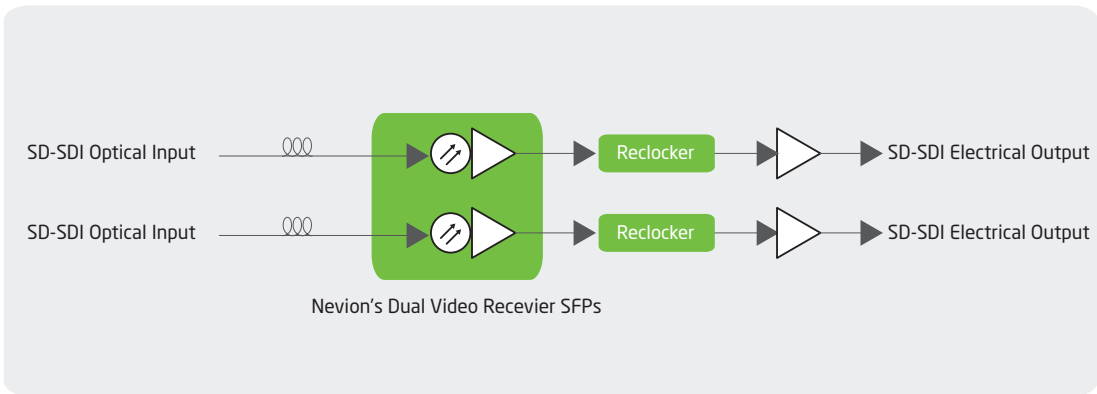 SD-SDI Optical Input
Reclocker
SD-SDI Electrical Output
SD-SDI Optical Input
Reclocker
SD-SDI Electrical Output
Nevion's Dual Video Recevier SFPs